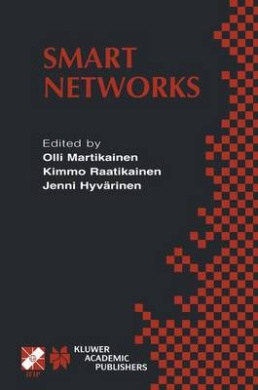 SMART
NETWORKS
Edited by
Olli Martikainen
Kimmo Raatikainen
Jenni Hyvärinen
IFIP
KLUWER
ACADEMIC
PUBLISHERS